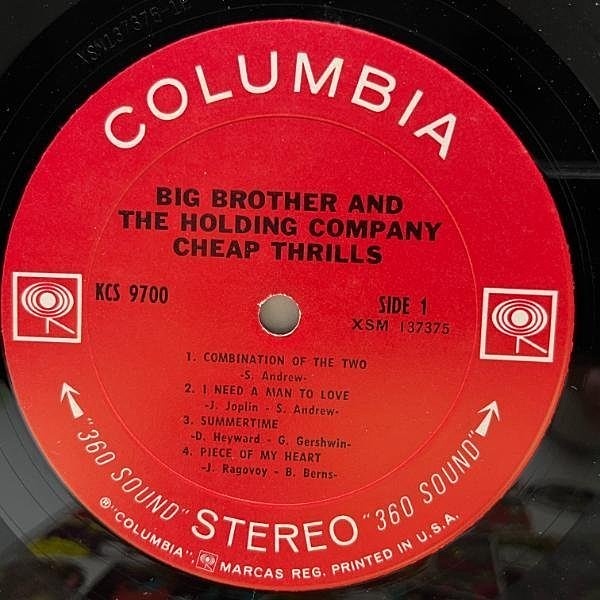 XSM137375-1
COLUMBIA
BIG BROTHER AND
THE HOLDING COMPANY
CHEAP THRILLS
KCS 9700
SIDE 1
XSM 137375
1. COMBINATION OF THE TWO
-S. Andrew-
2. I NEED A MAN TO LOVE
-J. Joplin - S. Andrew-
3. SUMMERTIME
-D. Heyward - G. Gershwin-
4. PIECE OF MY HEART
-J. Ragovoy - B. Berns-
"360 SOUND" STEREO "360 SOUND"
® "COLUMBIA", MARCAS REG. PRINTED IN U.S.A.